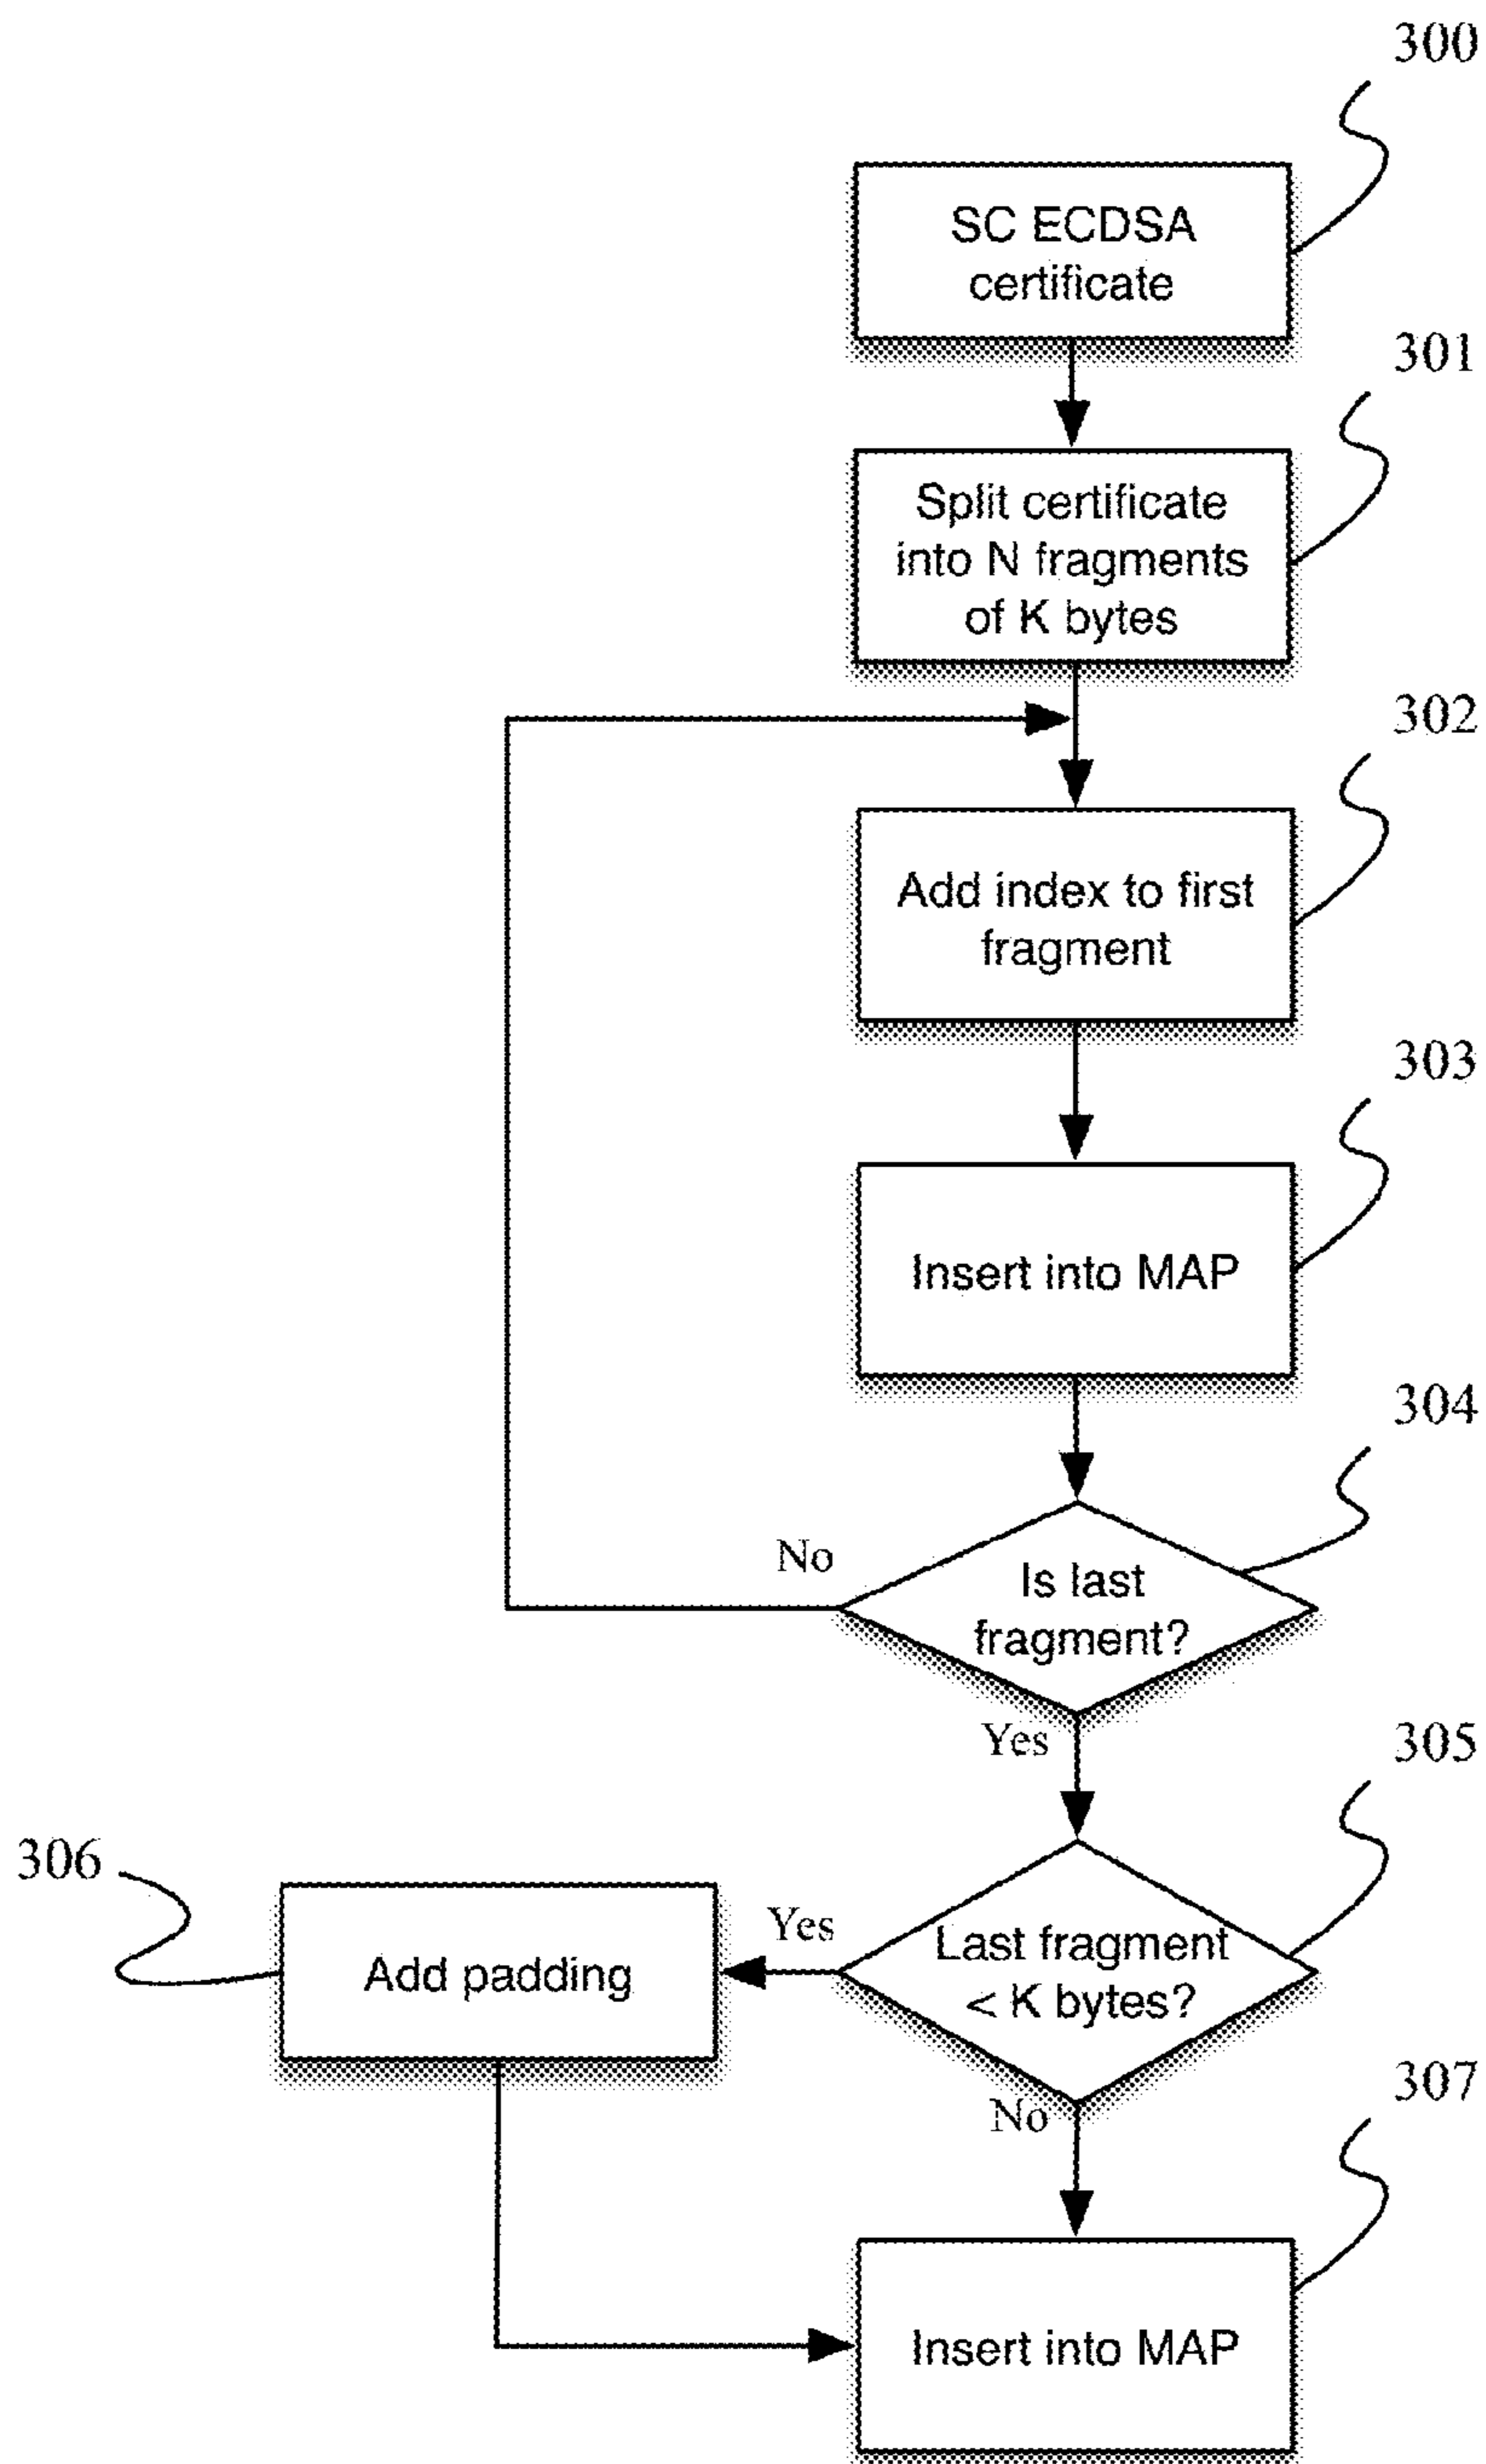 300
SC ECDSA
certificate
301
Split certificate
into N fragments
of K bytes
302
Add index to first
fragment
303
Insert into MAP
304
No
Is last
fragment?
Yes
305
306
Yes
Last fragment
< K bytes?
Add padding
No
307
Insert into MAP